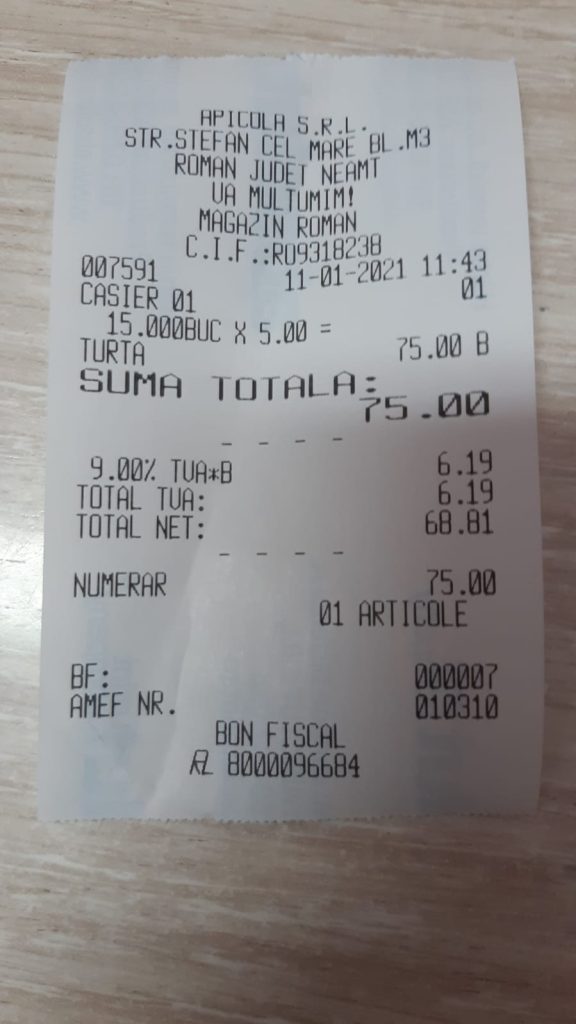 APICOLA S.R.L.
STR.STEFAN CEL MARE BL.M3
ROMAN JUDET NEAMT
VA MULTUMIM!
MAGAZIN ROMAN
C.I.F.:RO9318238
007591 11-01-2021 11:43
CASIER 01 01
15.000BUC X 5.00 =
TURTA 75.00 B
SUMA TOTALA:
75.00
- - - -
9.00% TVA*B 6.19
TOTAL TVA: 6.19
TOTAL NET: 68.81
- - - -
NUMERAR 75.00
01 ARTICOLE
BF: 000007
AMEF NR. 010310
BON FISCAL
8000096684